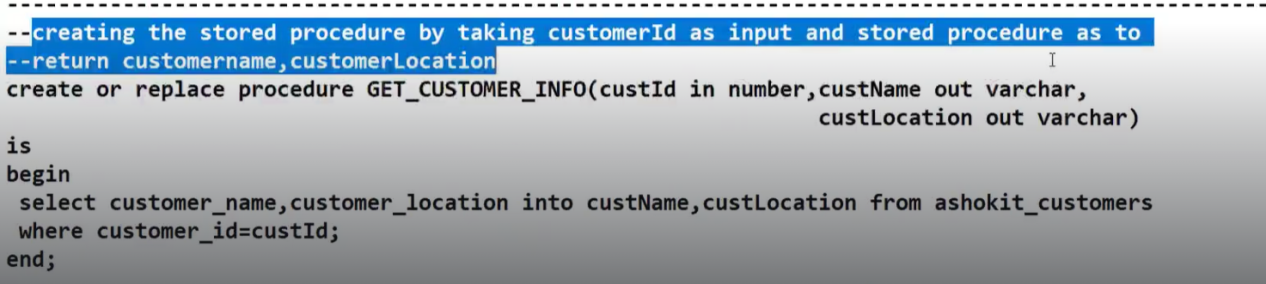 --creating the stored procedure by taking customerId as input and stored procedure as to
--return customername,customerLocation
create or replace procedure GET_CUSTOMER_INFO(custId in number,custName out varchar,
custLocation out varchar)
is
begin
select customer_name,customer_location into custName,custLocation from ashokit_customers
where customer_id=custId;
end;